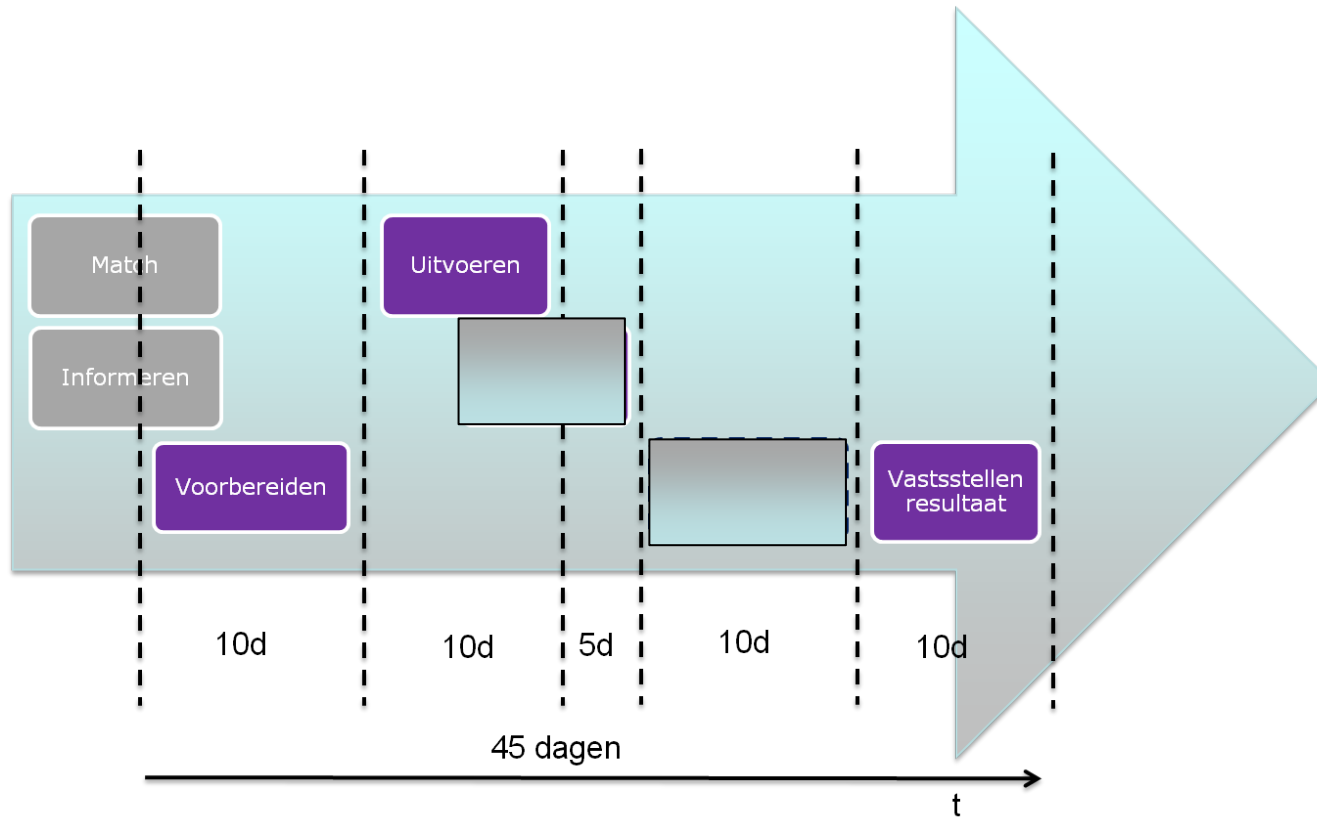 Match
Uitvoeren
Informeren
Voorbereiden
Vastsstellen
resultaat
10d
10d
5d
10d
10d
45 dagen
t